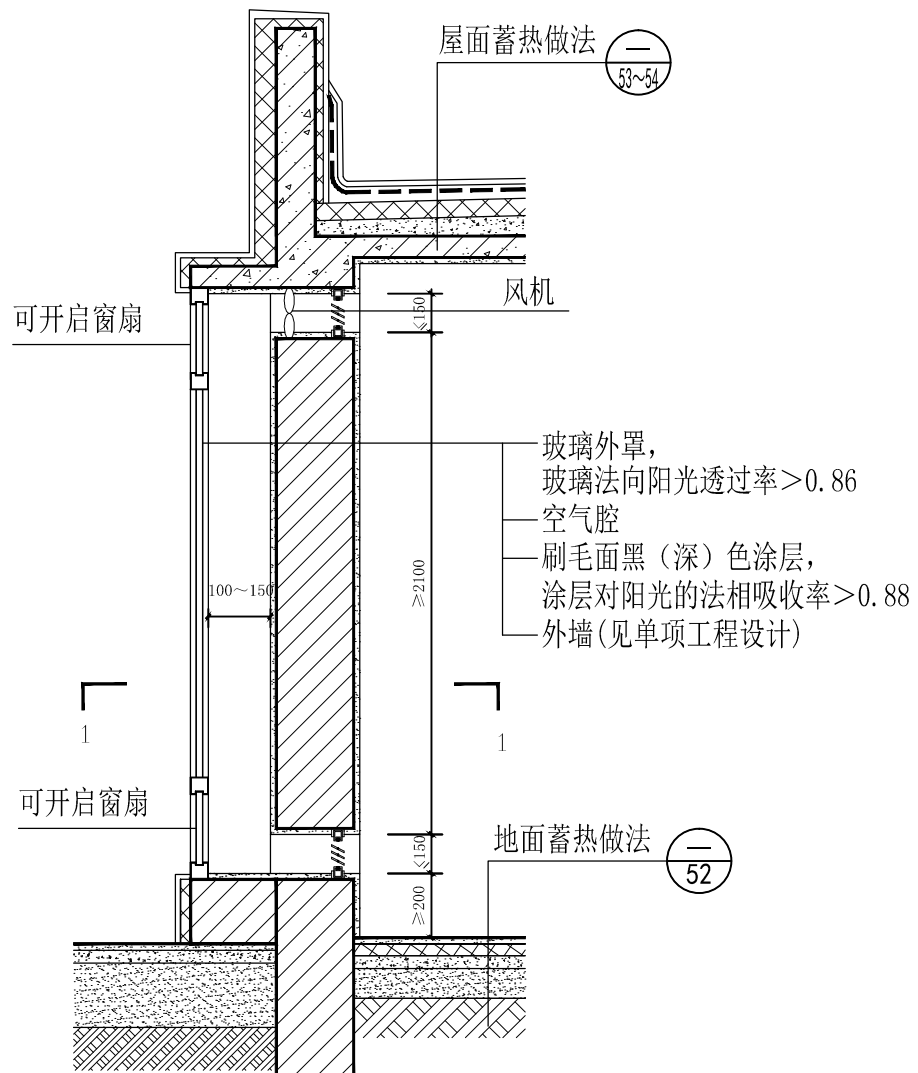 屋面蓄热做法
一
53~54
可开启窗扇
风机
<150
玻璃外罩，
玻璃法向阳光透过率>0.86
空气腔
刷毛面黑（深）色涂层，
涂层对阳光的法相吸收率>0.88
外墙(见单项工程设计)
≥2100
100~150
1
1
可开启窗扇
<150
地面蓄热做法
一
52
≥200